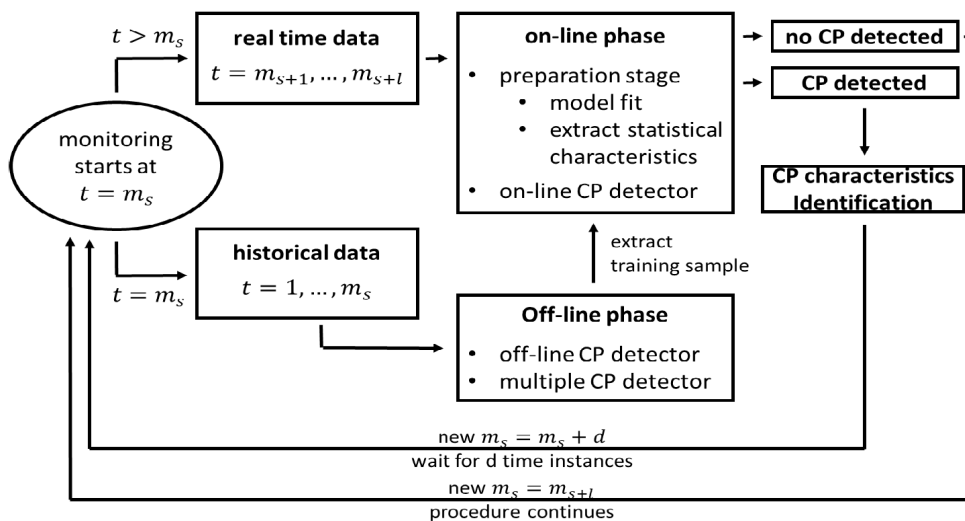 t > m_s
real time data
t = m_{s+1}, … , m_{s+l}
monitoring
starts at
t = m_s
t = m_s
historical data
t = 1, … , m_s
on-line phase
• preparation stage
• model fit
• extract statistical
characteristics
• on-line CP detector
extract
training sample
Off-line phase
• off-line CP detector
• multiple CP detector
no CP detected
CP detected
CP characteristics
Identification
new m_s = m_s + d
wait for d time instances
new m_s = m_{s+l}
procedure continues